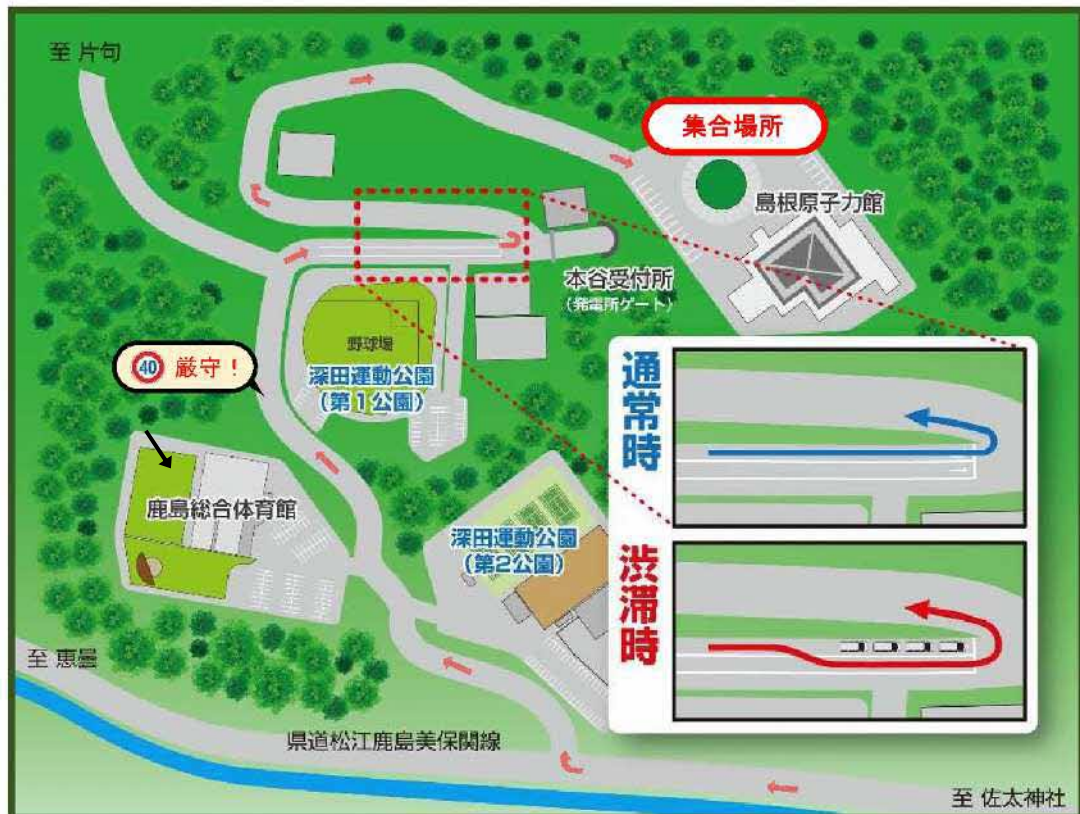 至 片句
集合場所
島根原子力館
本谷受付所
(発電所ゲート)
野球場
深田運動公園
(第1公園)
40 厳守!
鹿島総合体育館
深田運動公園
(第2公園)
通常時
渋滞時
至 恵曇
県道松江鹿島美保関線
至 佐太神社